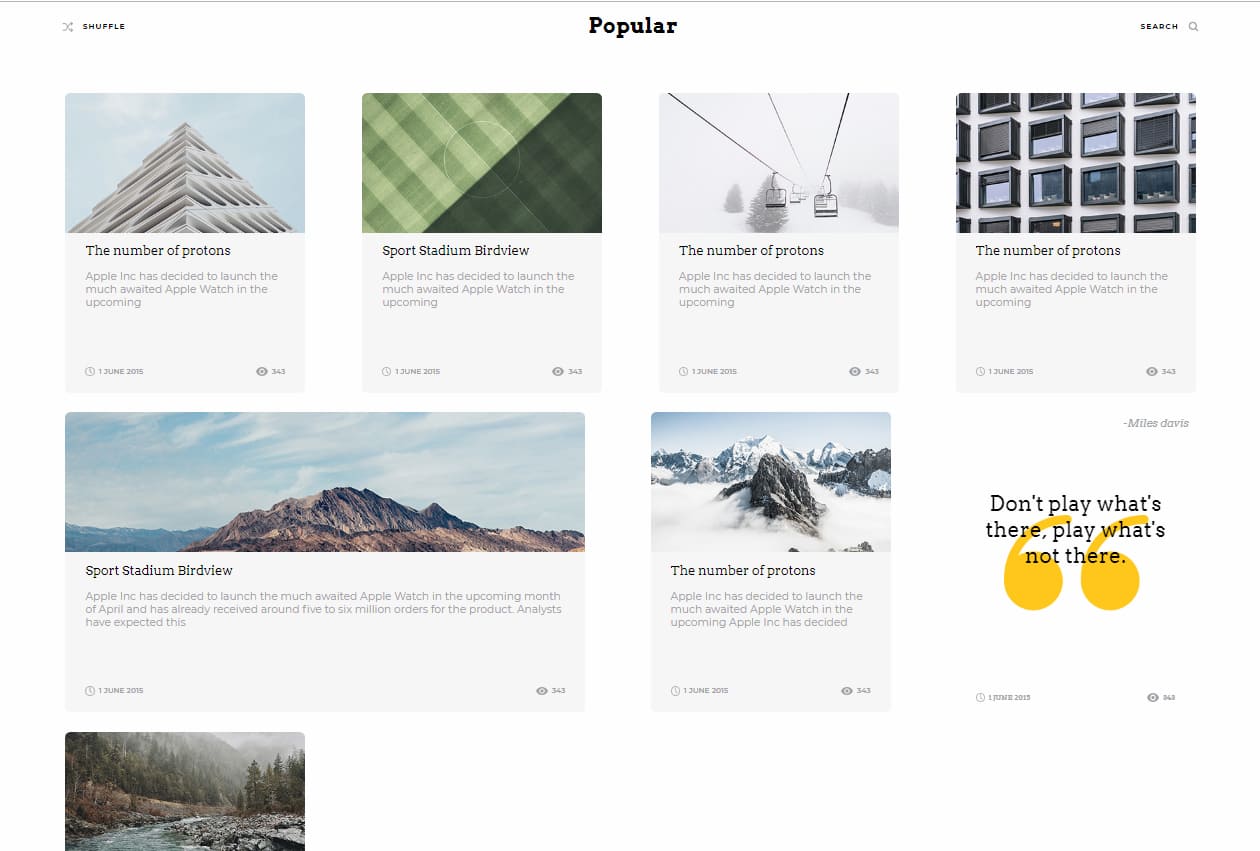 SHUFFLE
Popular
SEARCH
The number of protons
Apple Inc has decided to launch the
much awaited Apple Watch in the
upcoming
1 JUNE 2015
343
Sport Stadium Birdview
Apple Inc has decided to launch the
much awaited Apple Watch in the
upcoming
1 JUNE 2015
343
The number of protons
Apple Inc has decided to launch the
much awaited Apple Watch in the
upcoming
1 JUNE 2015
343
The number of protons
Apple Inc has decided to launch the
much awaited Apple Watch in the
upcoming
1 JUNE 2015
343
Sport Stadium Birdview
Apple Inc has decided to launch the much awaited Apple Watch in the upcoming month
of April and has already received around five to six million orders for the product. Analysts
have expected this
1 JUNE 2015
343
The number of protons
Apple Inc has decided to launch the
much awaited Apple Watch in the
upcoming Apple Inc has decided
1 JUNE 2015
343
-Miles davis
Don't play what's
there, play what's
not there.
1 JUNE 2015
343